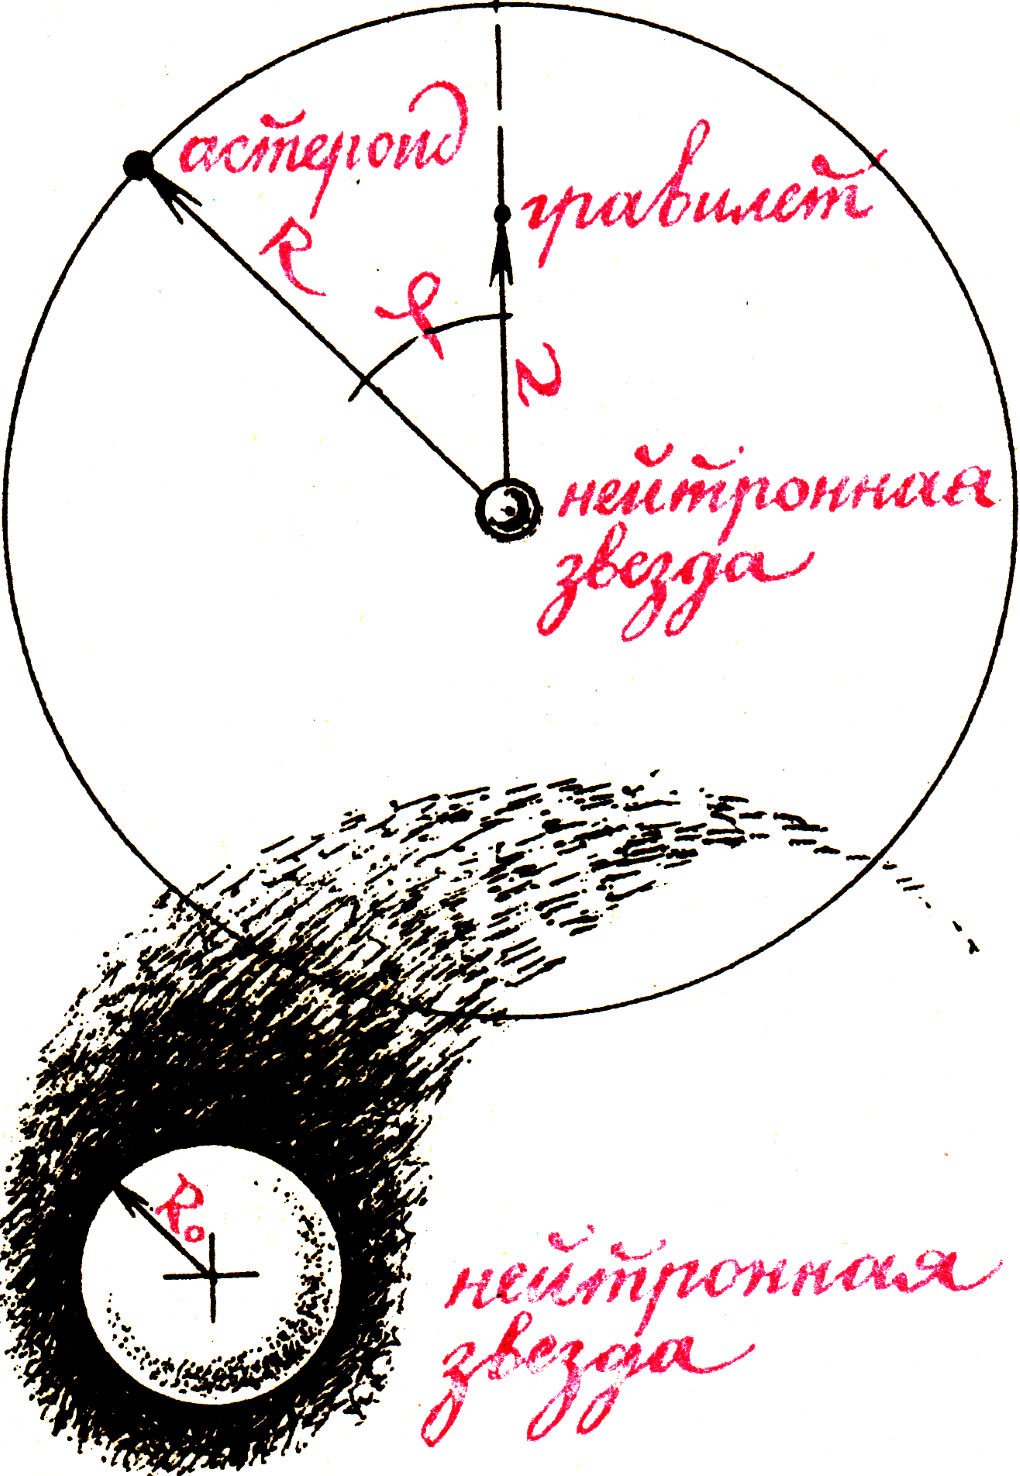 астероид
гравилет
R
φ
r
нейтронная
звезда
R₀
нейтронная
звезда